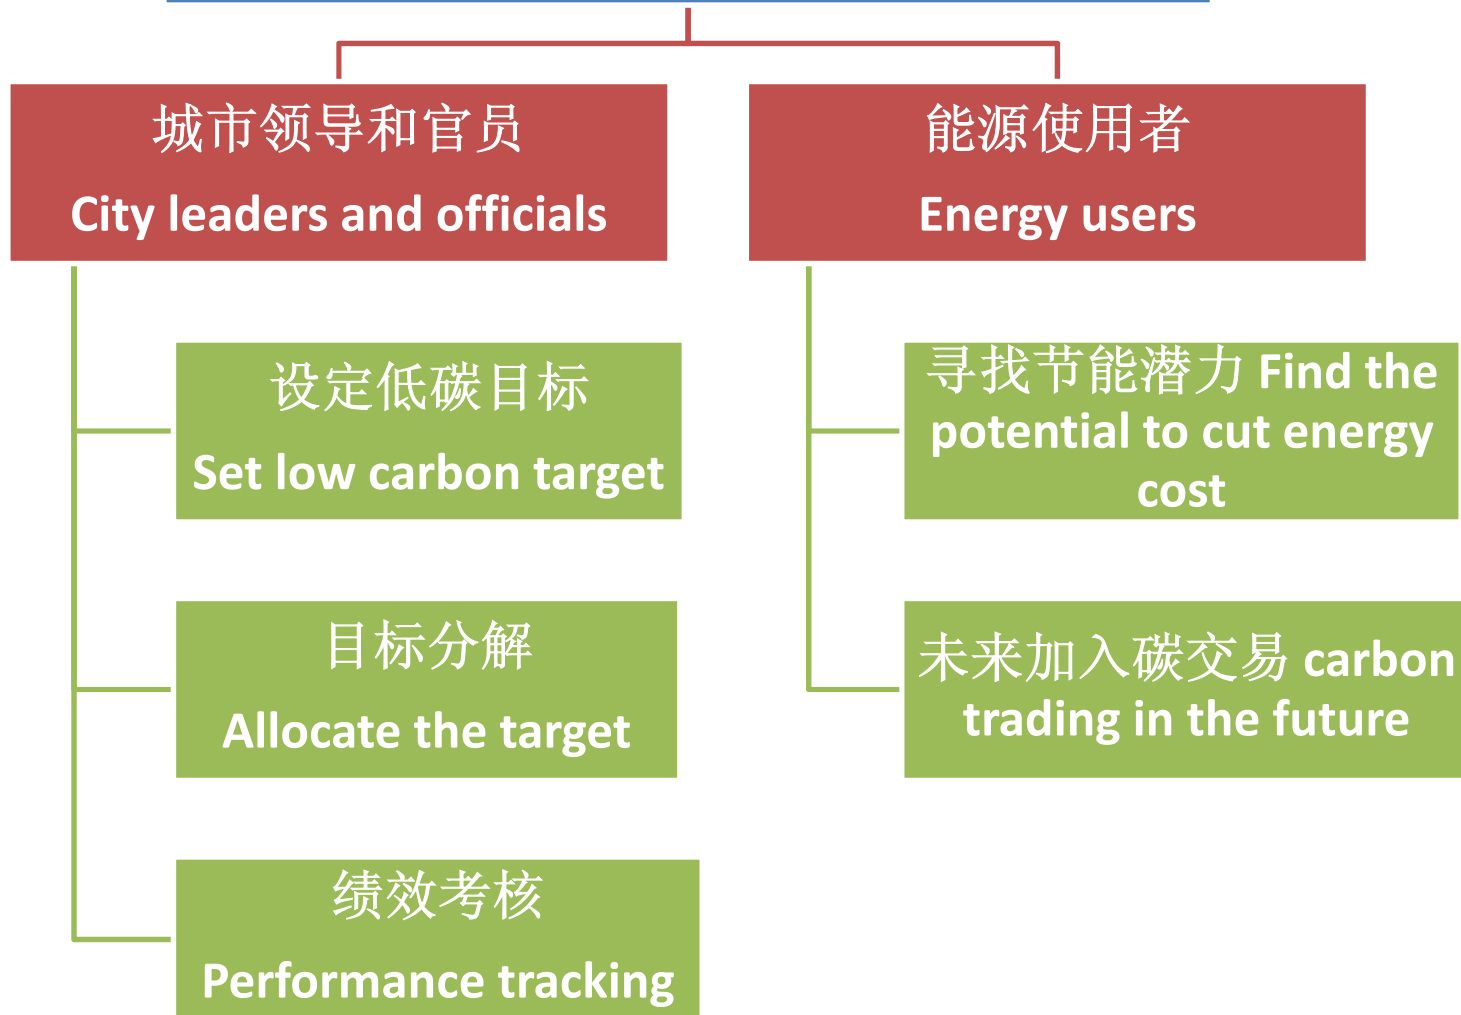 城市领导和官员
City leaders and officials
设定低碳目标
Set low carbon target
目标分解
Allocate the target
绩效考核
Performance tracking
能源使用者
Energy users
寻找节能潜力 Find the
potential to cut energy
cost
未来加入碳交易 carbon
trading in the future